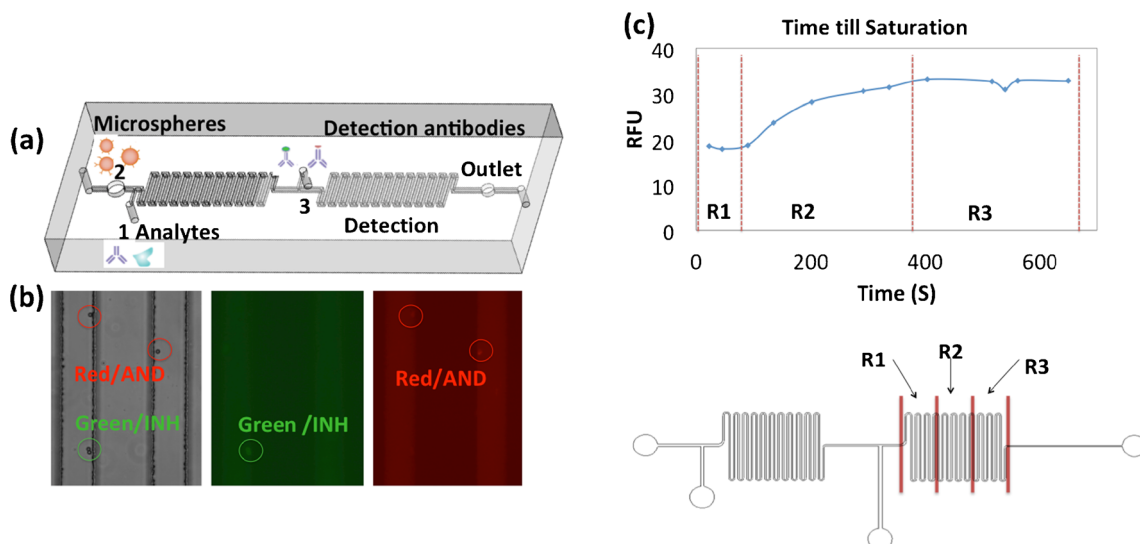 (a)
Microspheres
Detection antibodies
2
Outlet
3
1 Analytes
Detection
(b)
Red/AND
Green/INH
Green /INH
Red/AND
(c)
Time till Saturation
RFU
40
30
20
10
0
R1
R2
R3
0
200
400
600
Time (S)
R1
R2
R3